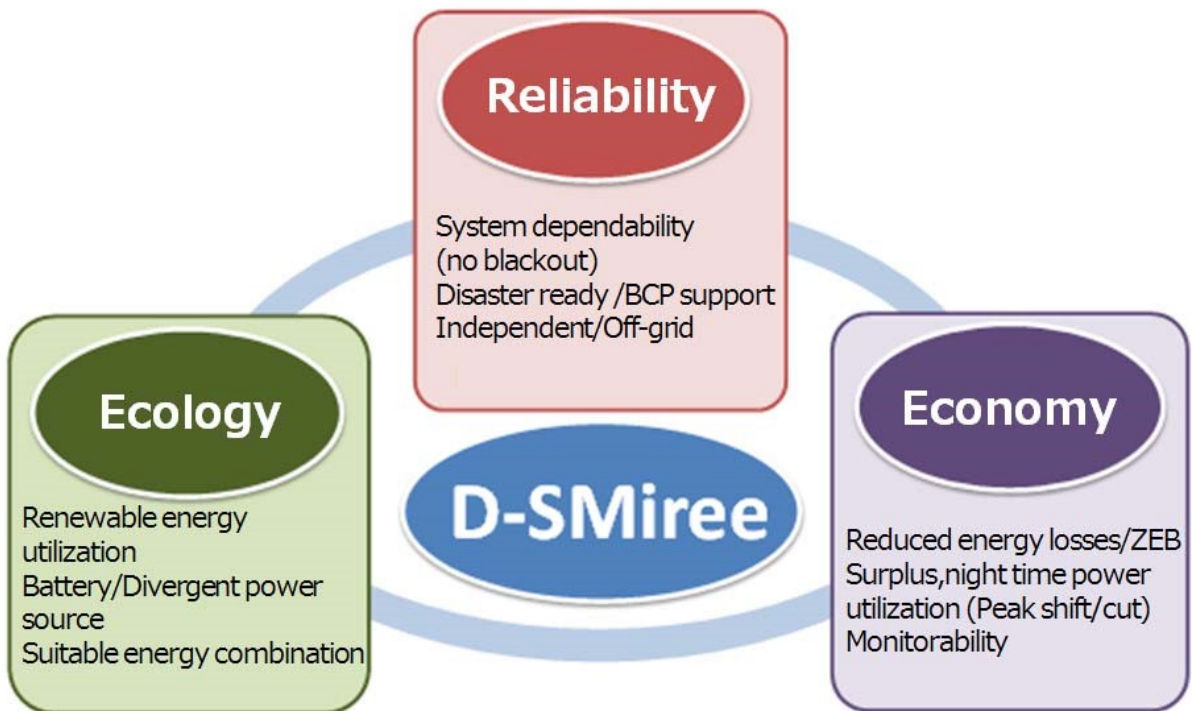 Reliability
System dependability
(no blackout)
Disaster ready /BCP support
Independent/Off-grid
Ecology
Renewable energy
utilization
Battery/Divergent power
source
Suitable energy combination
D-SMiree
Economy
Reduced energy losses/ZEB
Surplus,night time power
utilization (Peak shift/cut)
Monitorability